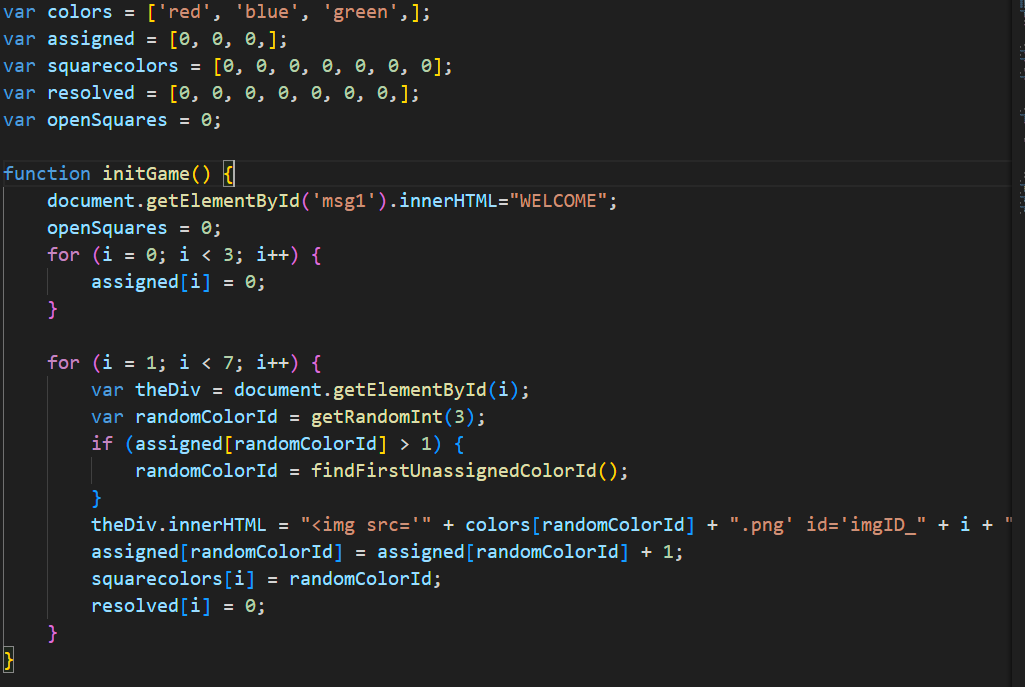 var colors = ['red', 'blue', 'green',];
var assigned = [0, 0, 0,];
var squarecolors = [0, 0, 0, 0, 0, 0, 0];
var resolved = [0, 0, 0, 0, 0, 0, 0,];
var openSquares = 0;
function initGame() {
document.getElementById('msg1').innerHTML="WELCOME";
openSquares = 0;
for (i = 0; i < 3; i++) {
assigned[i] = 0;
}
for (i = 1; i < 7; i++) {
var theDiv = document.getElementById(i);
var randomColorId = getRandomInt(3);
if (assigned[randomColorId] > 1) {
randomColorId = findFirstUnassignedColorId();
}
theDiv.innerHTML = "<img src='" + colors[randomColorId] + ".png' id='imgID_" + i + "
assigned[randomColorId] = assigned[randomColorId] + 1;
squarecolors[i] = randomColorId;
resolved[i] = 0;
}
}